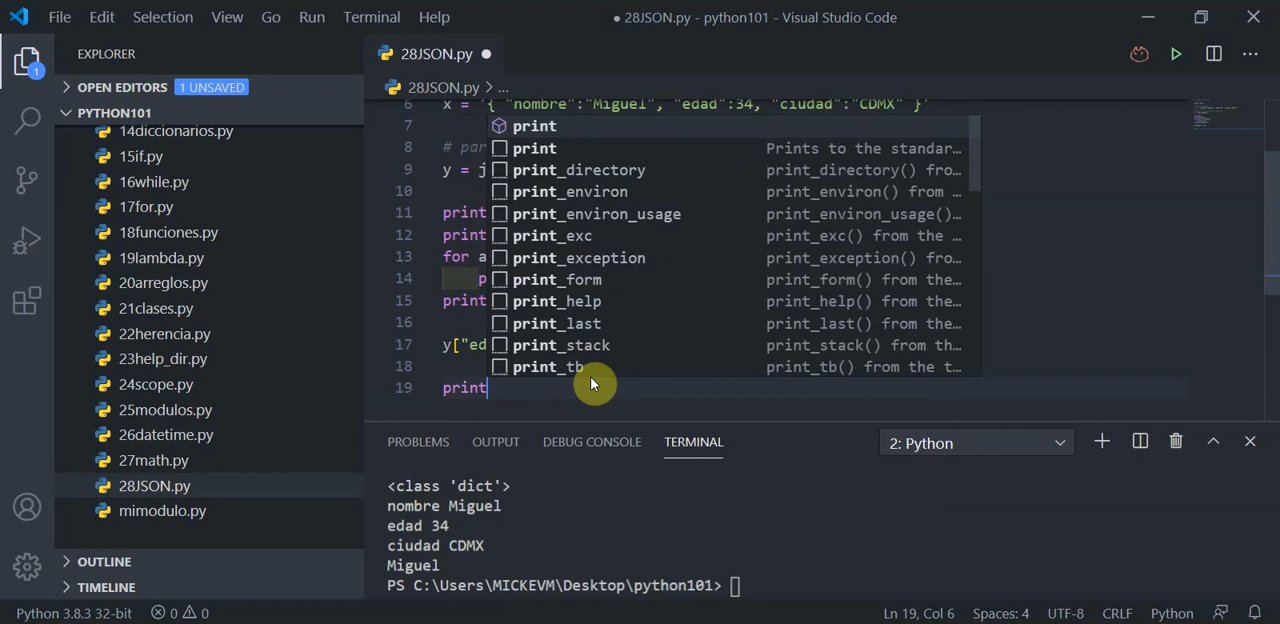 File Edit Selection View Go Run Terminal Help
● 28JSON.py - python101 - Visual Studio Code
EXPLORER
28JSON.py ●
1
OPEN EDITORS 1 UNSAVED
28JSON.py > ...
PYTHON101
14diccionarios.py
15if.py
16while.py
17for.py
18funciones.py
19lambda.py
20arreglos.py
21clases.py
22herencia.py
23help_dir.py
24scope.py
25modulos.py
26datetime.py
27math.py
28JSON.py
mimodulo.py
OUTLINE
TIMELINE
6 x = '{ "nombre":"Miguel", "edad":34, "ciudad":"CDMX" }'
7
8 # par
9 y = j
10
11 print
12 print
13 for a
14 p
15 print
16
17 y["ed
18
19 print
print
print Prints to the standar…
print_directory print_directory() fro…
print_environ print_environ() from …
print_environ_usage print_environ_usage()…
print_exc print_exc() from the …
print_exception print_exception() fro…
print_form print_form() from the…
print_help print_help() from the…
print_last print_last() from the…
print_stack print_stack() from th…
print_tb print_tb() from the t…
PROBLEMS OUTPUT DEBUG CONSOLE TERMINAL 2: Python
<class 'dict'>
nombre Miguel
edad 34
ciudad CDMX
Miguel
PS C:\Users\MICKEVM\Desktop\python101>
Python 3.8.3 32-bit 0 0 Ln 19, Col 6 Spaces: 4 UTF-8 CRLF Python